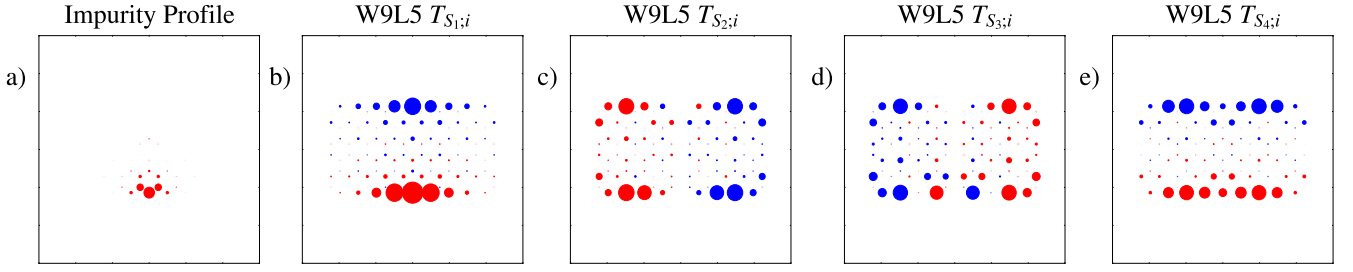 Impurity Profile
W9L5 T_{S_1;i}
W9L5 T_{S_2;i}
W9L5 T_{S_3;i}
W9L5 T_{S_4;i}
a)
b)
c)
d)
e)